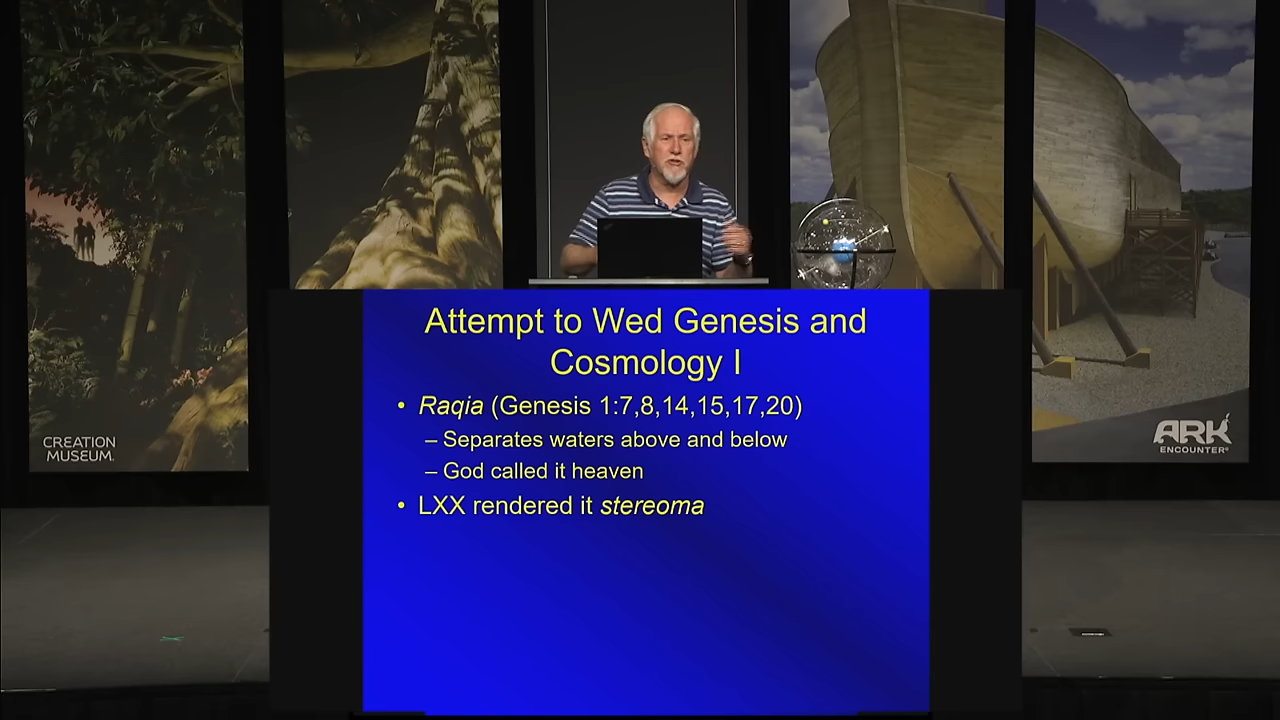 Attempt to Wed Genesis and
Cosmology I
• Raqia (Genesis 1:7,8,14,15,17,20)
– Separates waters above and below
– God called it heaven
• LXX rendered it stereoma
CREATION
MUSEUM.
ARK
ENCOUNTER